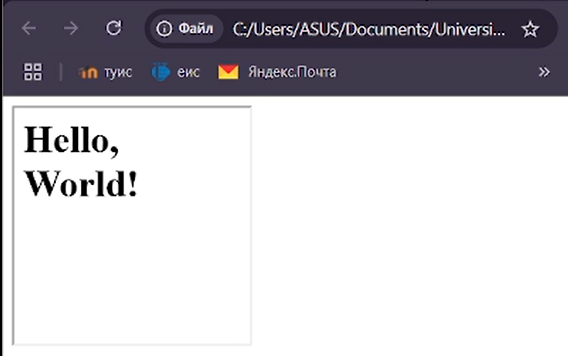 Файл C:/Users/ASUS/Documents/Universi...
туис еис Яндекс.Почта »
Hello,
World!